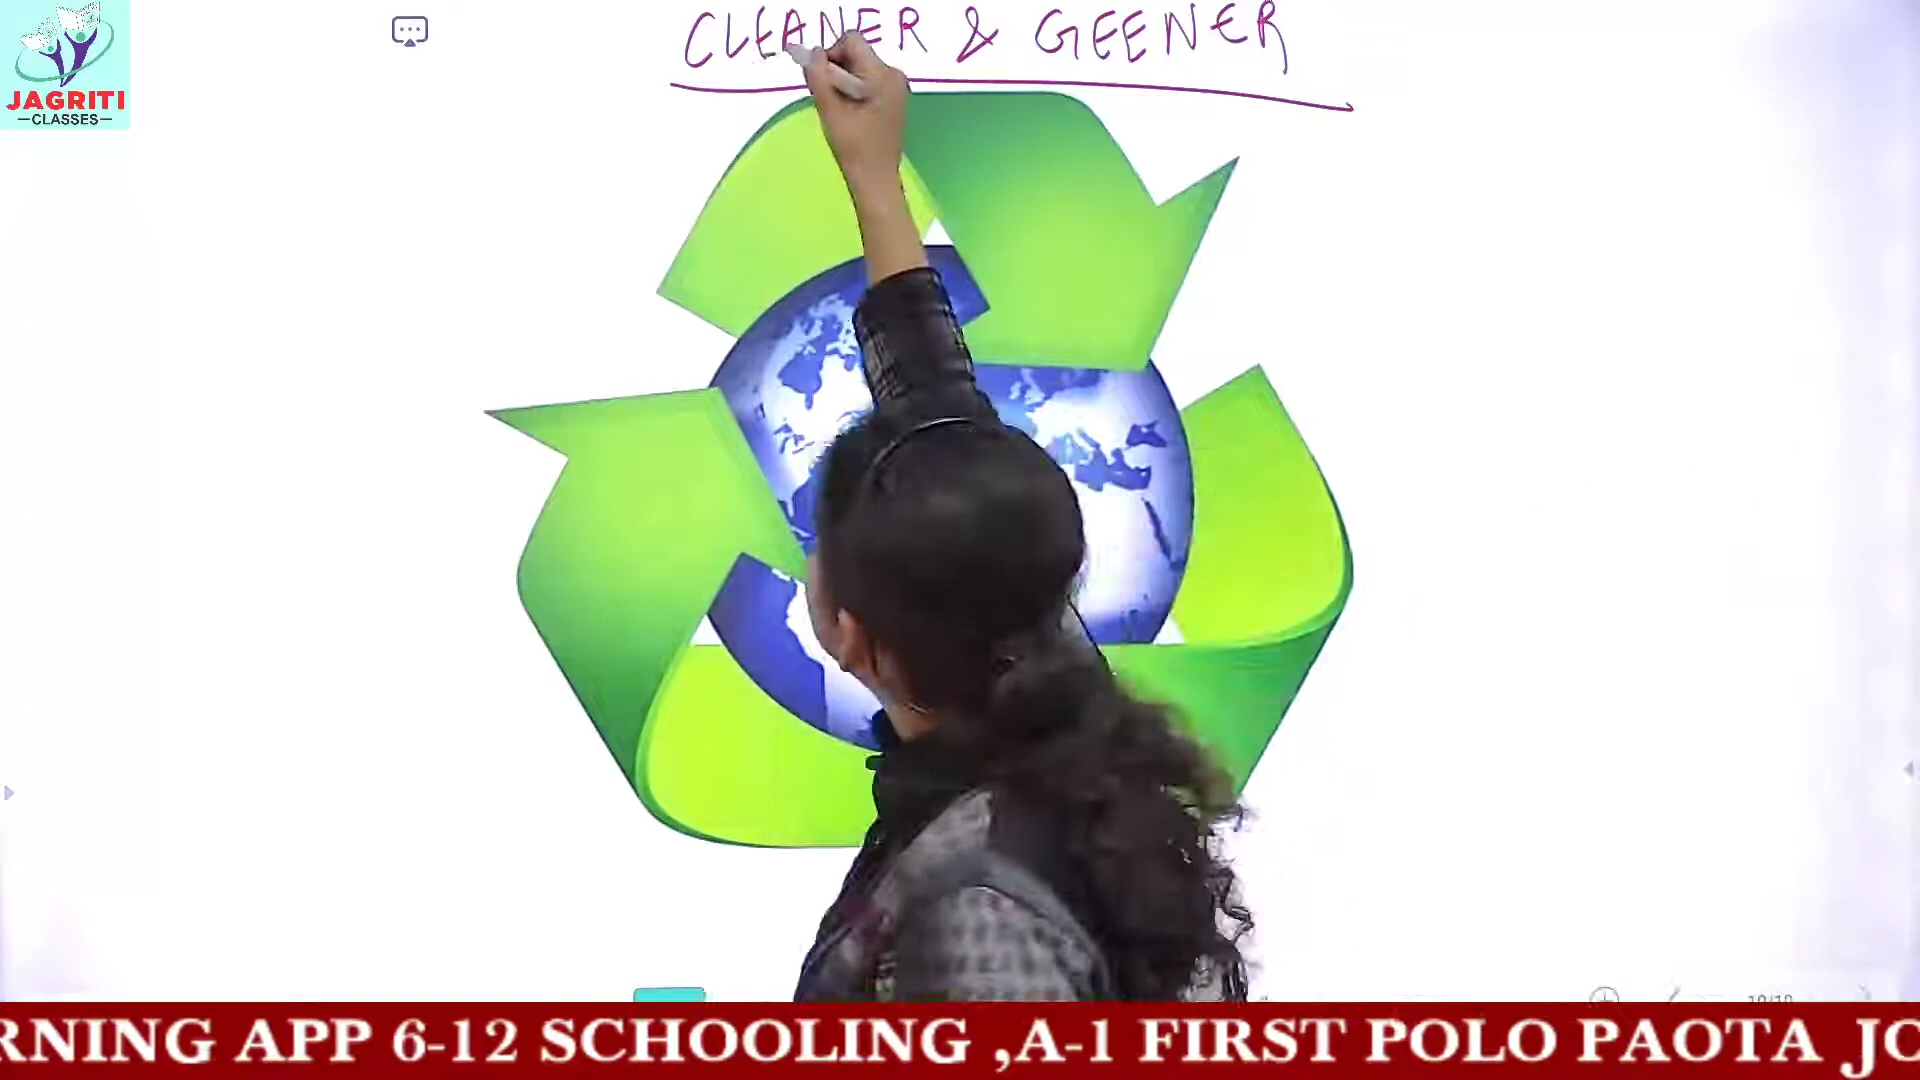 CLEANER & GEENER
JAGRITI
CLASSES
RNING APP 6-12 SCHOOLING ,A-1 FIRST POLO PAOTA JO